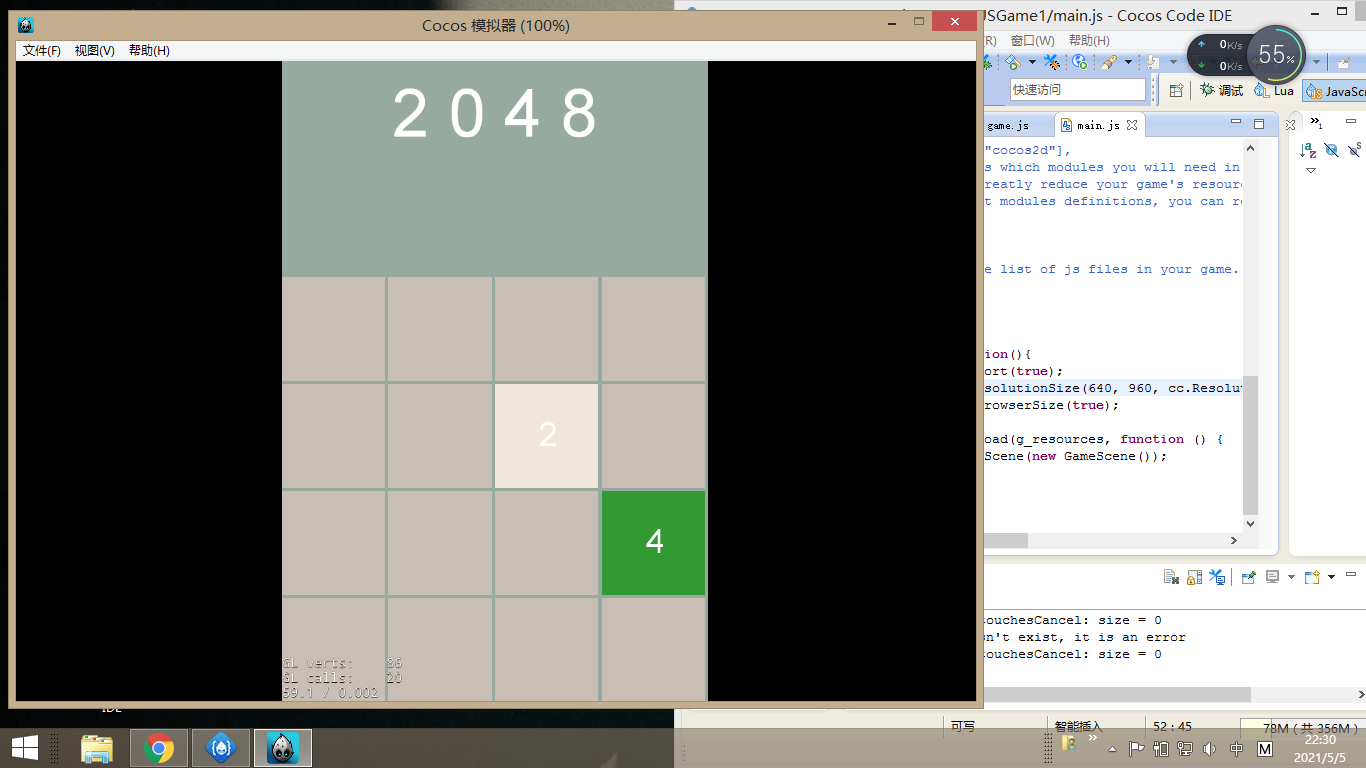 Cocos 模拟器 (100%)
JSGame1/main.js - Cocos Code IDE
文件(F) 视图(V) 帮助(H)
(R) 窗口(W) 帮助(H)
0K/s
0K/s
55%
快速访问
调试
Lua
JavaScr
game.js
main.js
2 0 4 8
"cocos2d"],
s which modules you will need in
reatly reduce your game's resour
t modules definitions, you can r
e list of js files in your game.
ion(){
ort(true);
solutionSize(640, 960, cc.Resolu
rowserSize(true);
oad(g_resources, function () {
Scene(new GameScene());
2
4
GL verts: 86
GL calls: 20
59.1 / 0.002
ouchesCancel: size = 0
n't exist, it is an error
ouchesCancel: size = 0
IDE
可写
智能插入
52 : 45
78M ( 共 356M )
中
M
22:30
2021/5/5